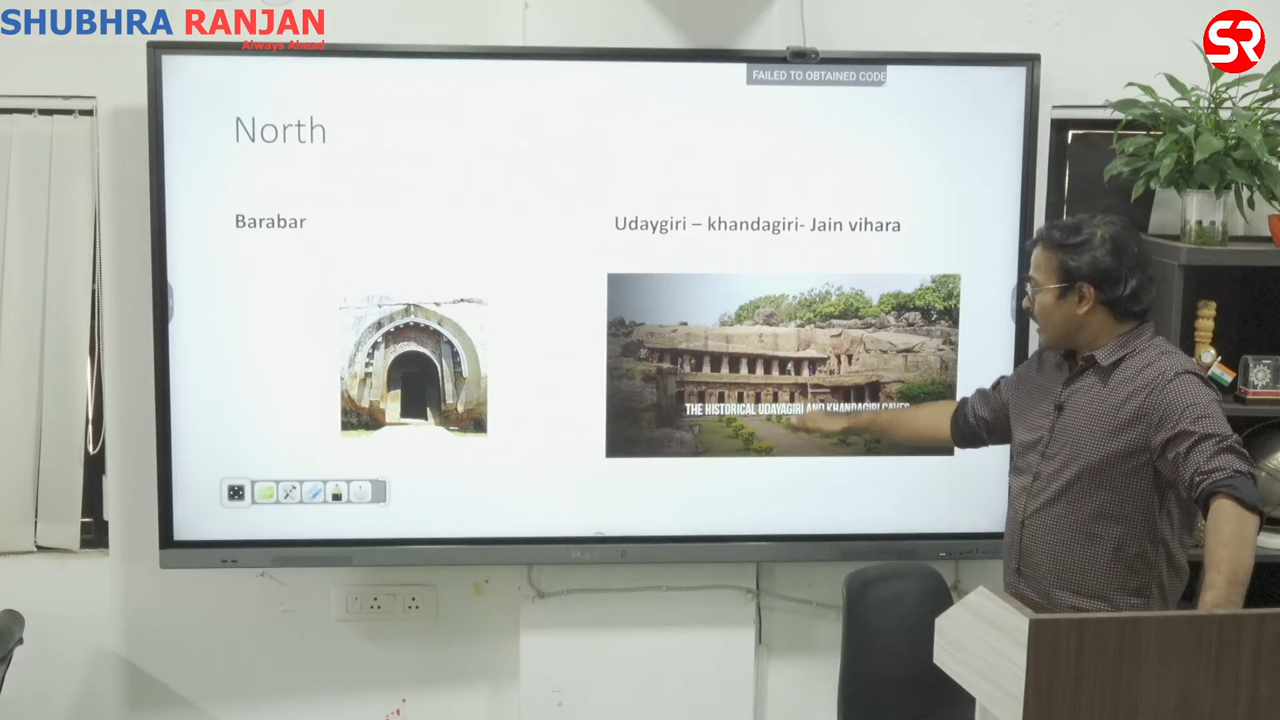 SHUBHRA RANJAN
Always Ahead
SR
FAILED TO OBTAINED CODE
North
Barabar
Udaygiri – khandagiri- Jain vihara
THE HISTORICAL UDAYAGIRI AND KHANDAGIRI CAVES